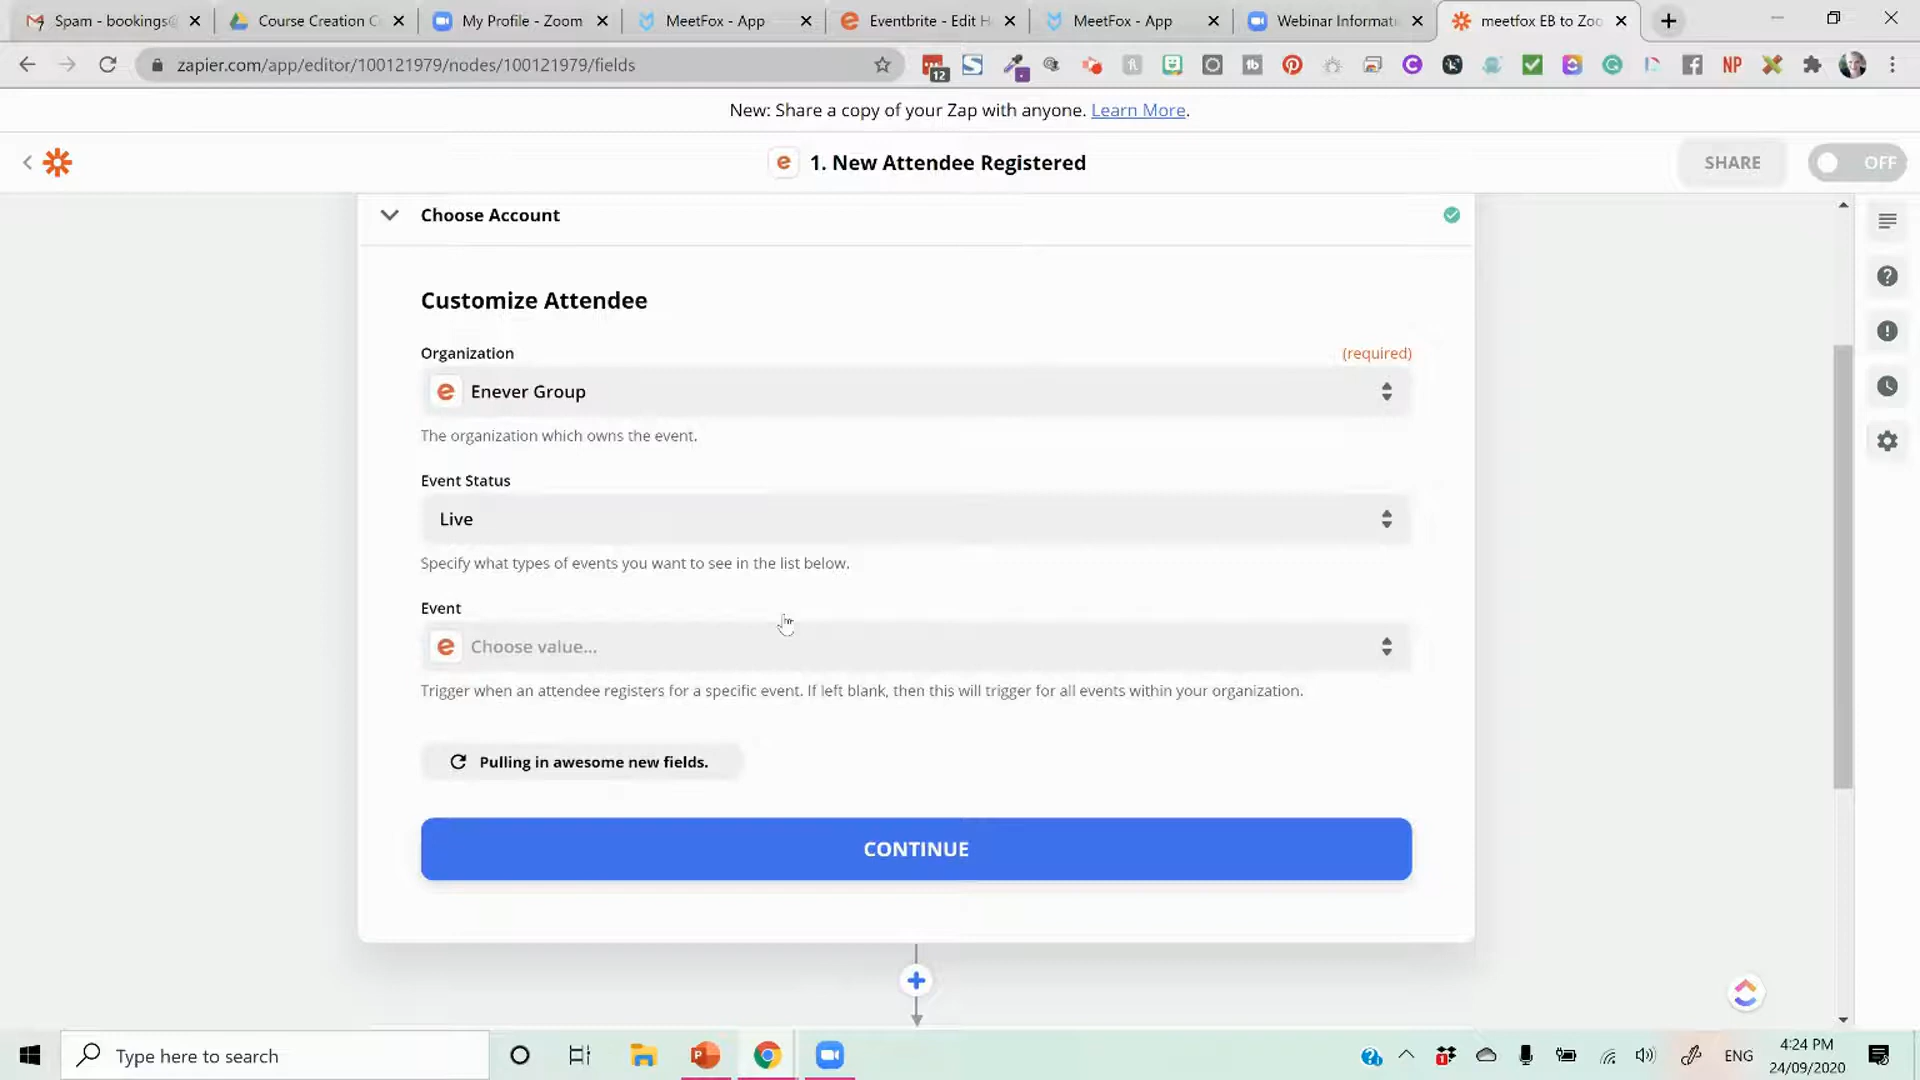 Spam - bookings@
Course Creation C
My Profile - Zoom
MeetFox - App
Eventbrite - Edit H
MeetFox - App
Webinar Informati
meetfox EB to Zoo
zapier.com/app/editor/100121979/nodes/100121979/fields
12
NP
New: Share a copy of your Zap with anyone. Learn More.
1. New Attendee Registered
SHARE
OFF
Choose Account
Customize Attendee
Organization
(required)
Enever Group
The organization which owns the event.
Event Status
Live
Specify what types of events you want to see in the list below.
Event
Choose value...
Trigger when an attendee registers for a specific event. If left blank, then this will trigger for all events within your organization.
Pulling in awesome new fields.
CONTINUE
Type here to search
ENG
4:24 PM
24/09/2020